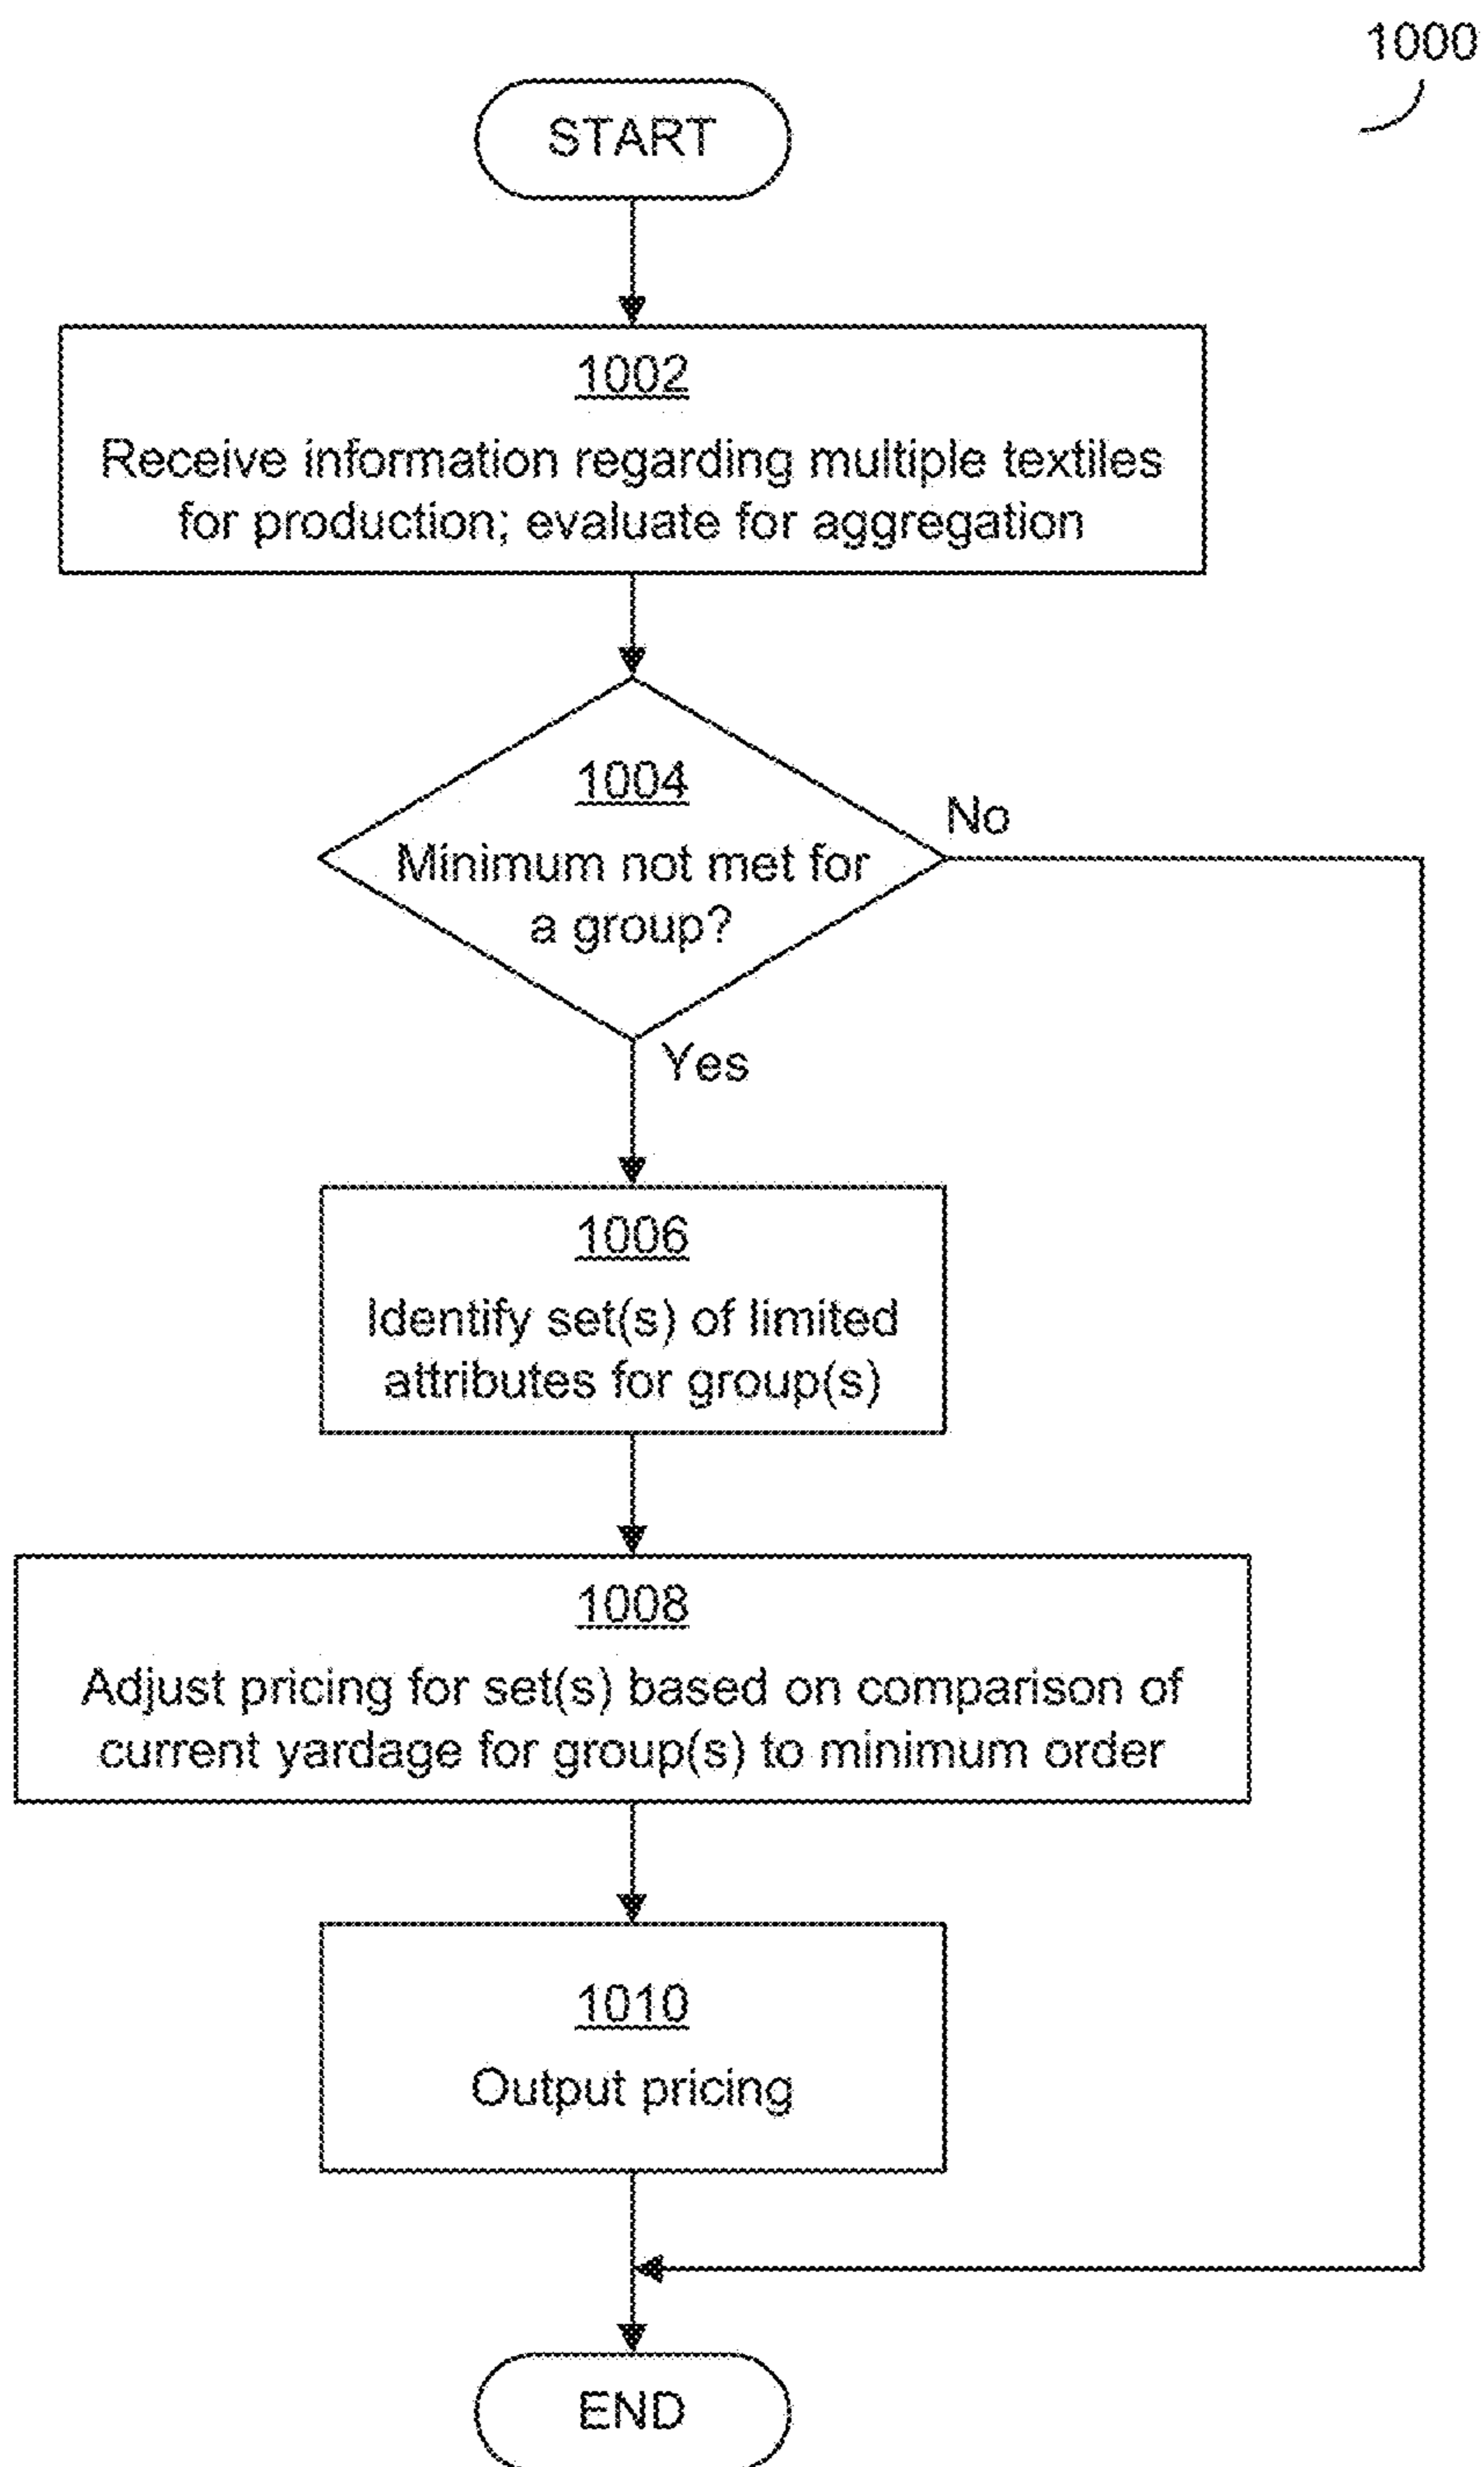 1000
START
1002
Receive information regarding multiple textiles
for production; evaluate for aggregation
1004
Minimum not met for
a group?
No
Yes
1006
Identify set(s) of limited
attributes for group(s)
1008
Adjust pricing for set(s) based on comparison of
current yardage for group(s) to minimum order
1010
Output pricing
END